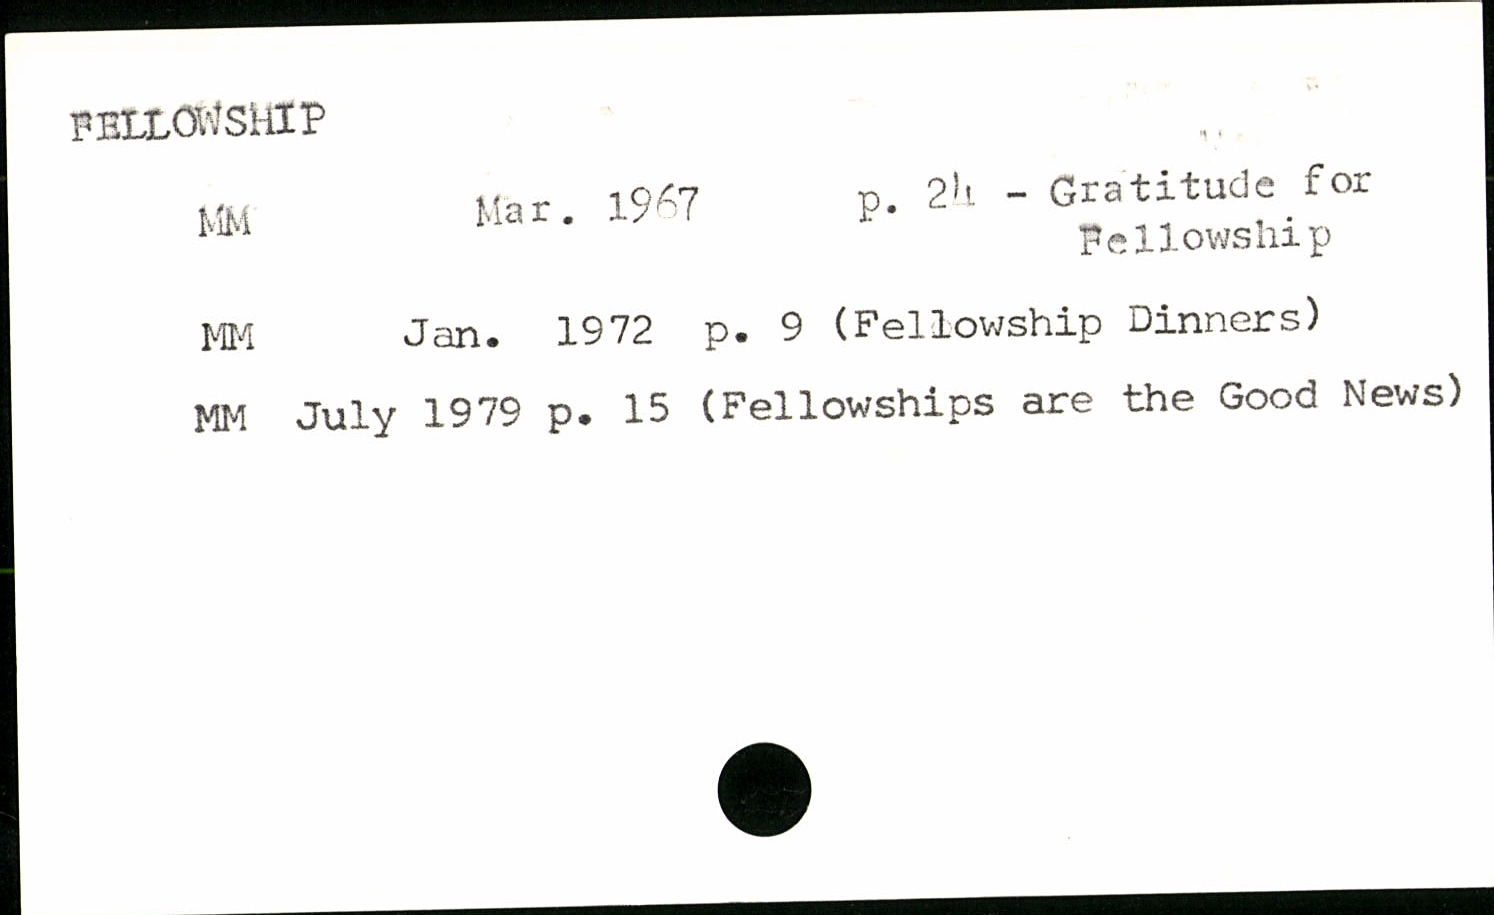 FELLOWSHIP
MM Mar. 1967 p. 24 - Gratitude for
Fellowship
MM Jan. 1972 p. 9 (Fellowship Dinners)
MM July 1979 p. 15 (Fellowships are the Good News)